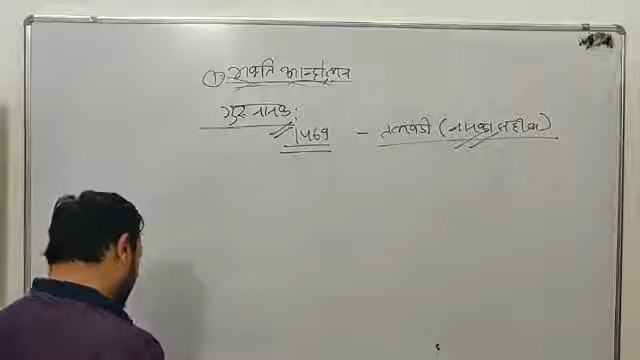 ① भक्ति आन्दोलन
गुरु नानक :
1469 - तलवंडी (ननकाना साहिब)